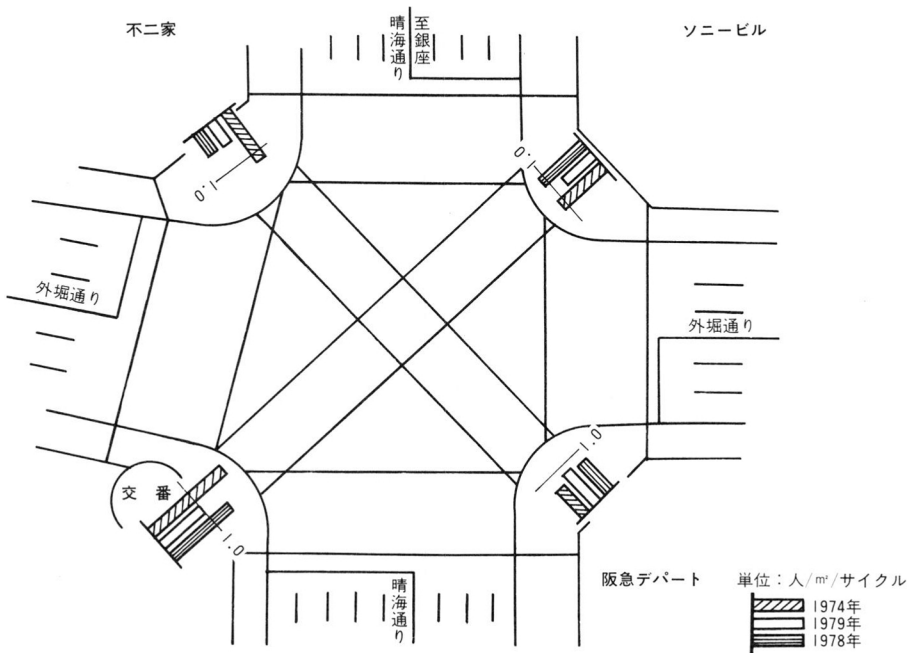 不二家
晴海通り
至銀座
ソニービル
1.0
1.0
外堀通り
外堀通り
1.0
交番
1.0
晴海通り
阪急デパート
単位：人/㎡/サイクル
1974年
1979年
1978年